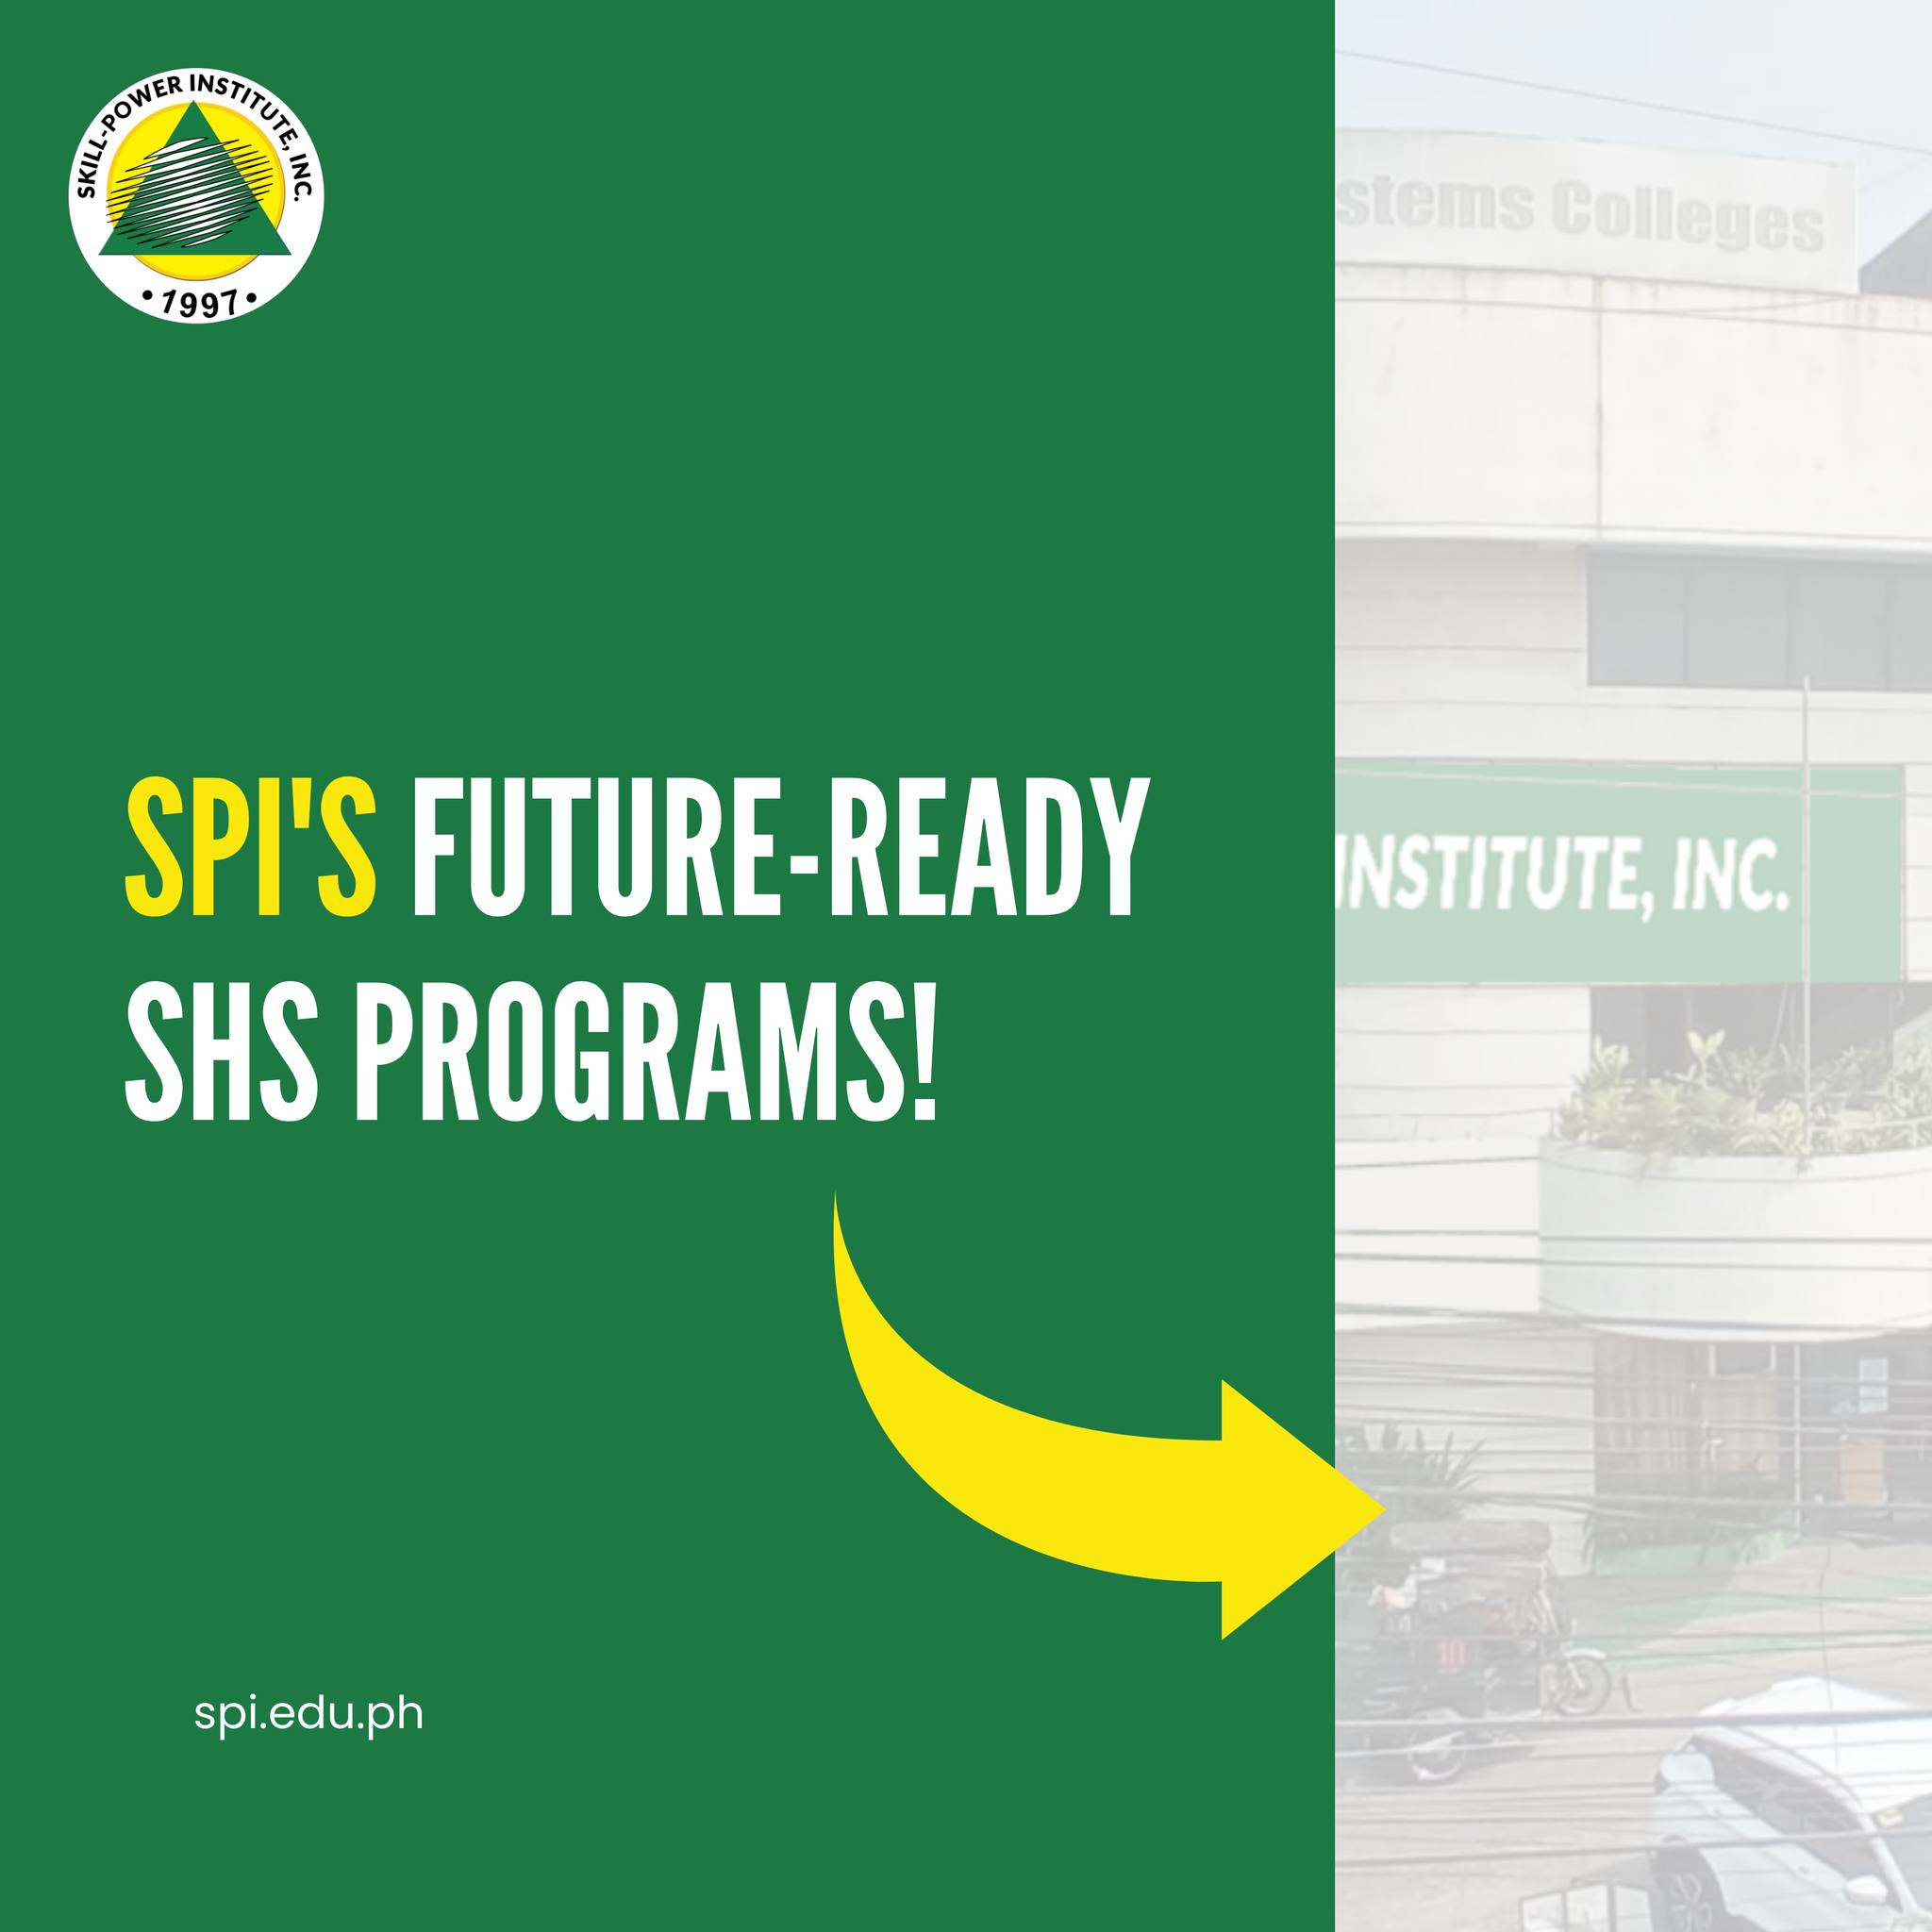 SKILL-POWER INSTITUTE, INC.
• 1997 •
stems Colleges
INSTITUTE, INC.
SPI'S FUTURE-READY
SHS PROGRAMS!
spi.edu.ph